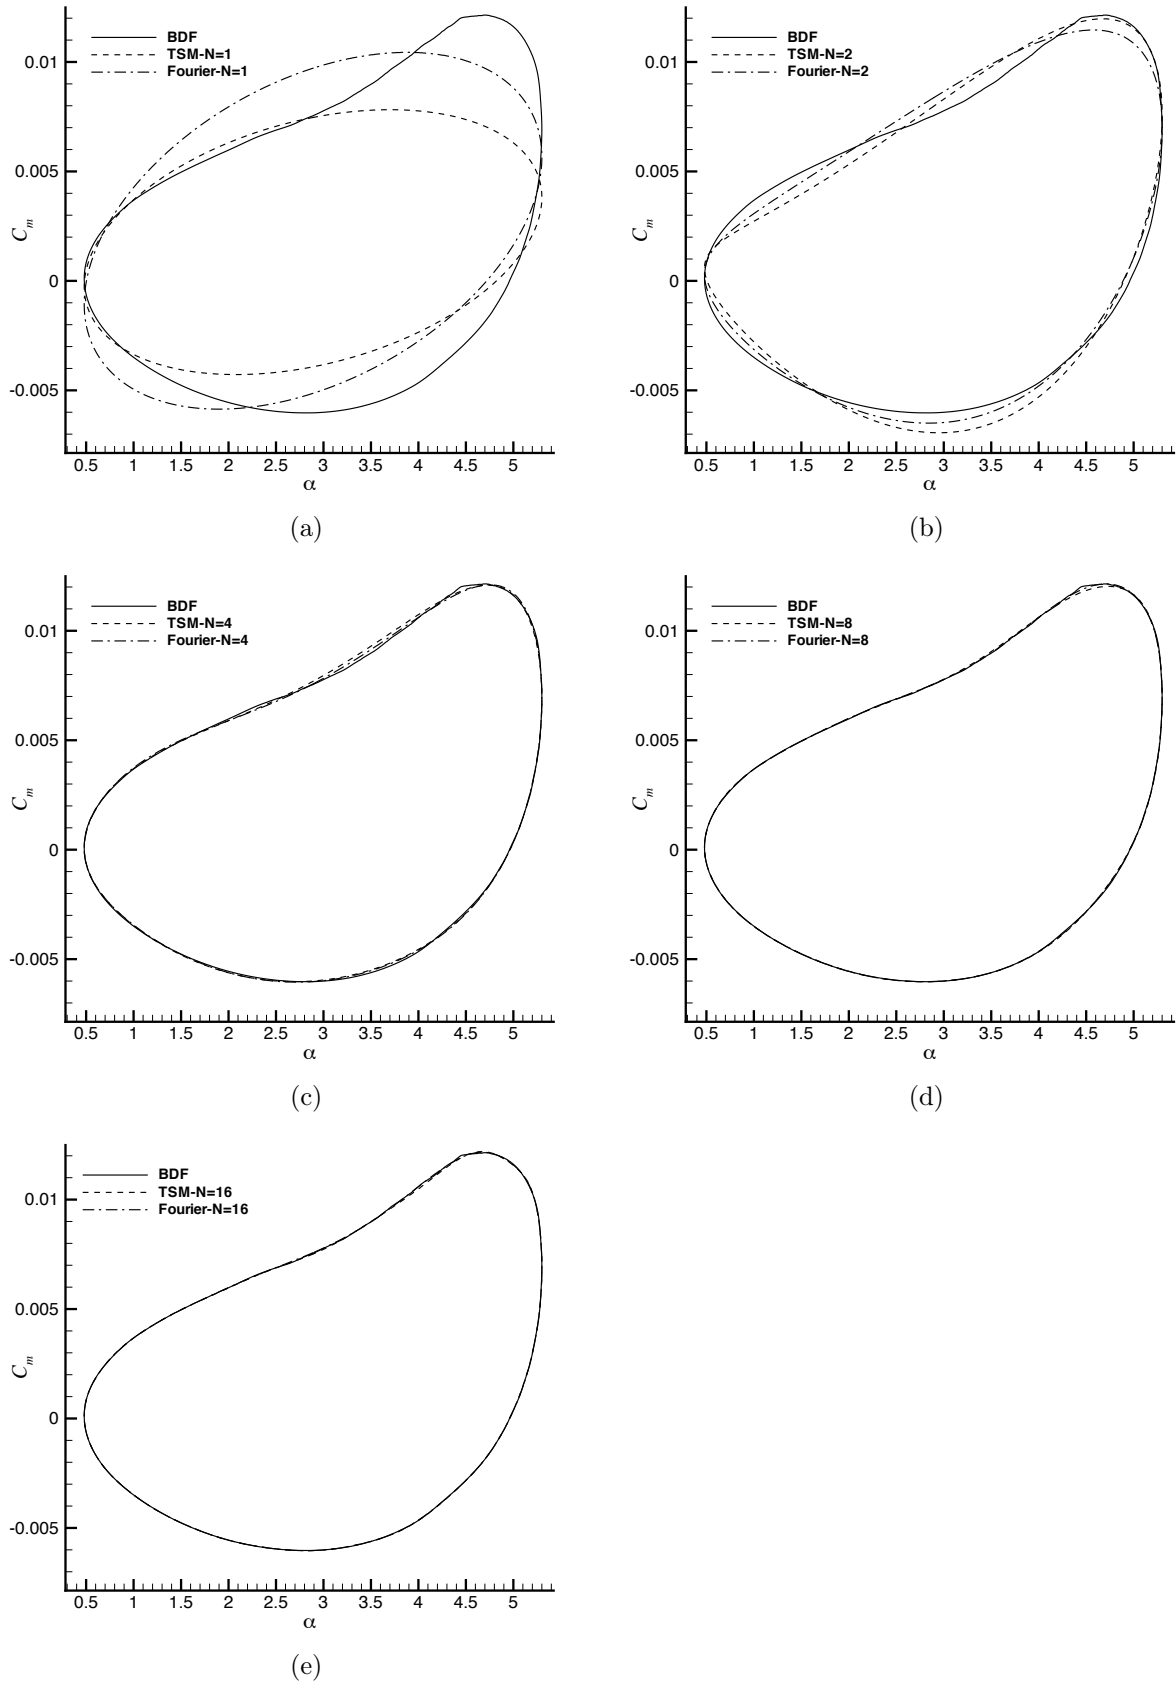 BDF
TSM-N=1
Fourier-N=1
0.01
0.005
0
-0.005
C_m
0.5 1 1.5 2 2.5 3 3.5 4 4.5 5
α
(a)
BDF
TSM-N=2
Fourier-N=2
0.01
0.005
0
-0.005
C_m
0.5 1 1.5 2 2.5 3 3.5 4 4.5 5
α
(b)
BDF
TSM-N=4
Fourier-N=4
0.01
0.005
0
-0.005
C_m
0.5 1 1.5 2 2.5 3 3.5 4 4.5 5
α
(c)
BDF
TSM-N=8
Fourier-N=8
0.01
0.005
0
-0.005
C_m
0.5 1 1.5 2 2.5 3 3.5 4 4.5 5
α
(d)
BDF
TSM-N=16
Fourier-N=16
0.01
0.005
0
-0.005
C_m
0.5 1 1.5 2 2.5 3 3.5 4 4.5 5
α
(e)